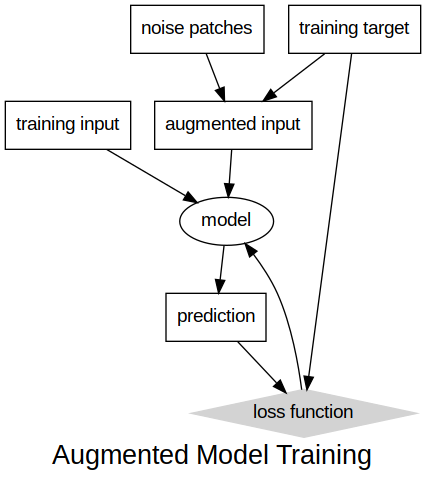 noise patches
training target
training input
augmented input
model
prediction
loss function
Augmented Model Training